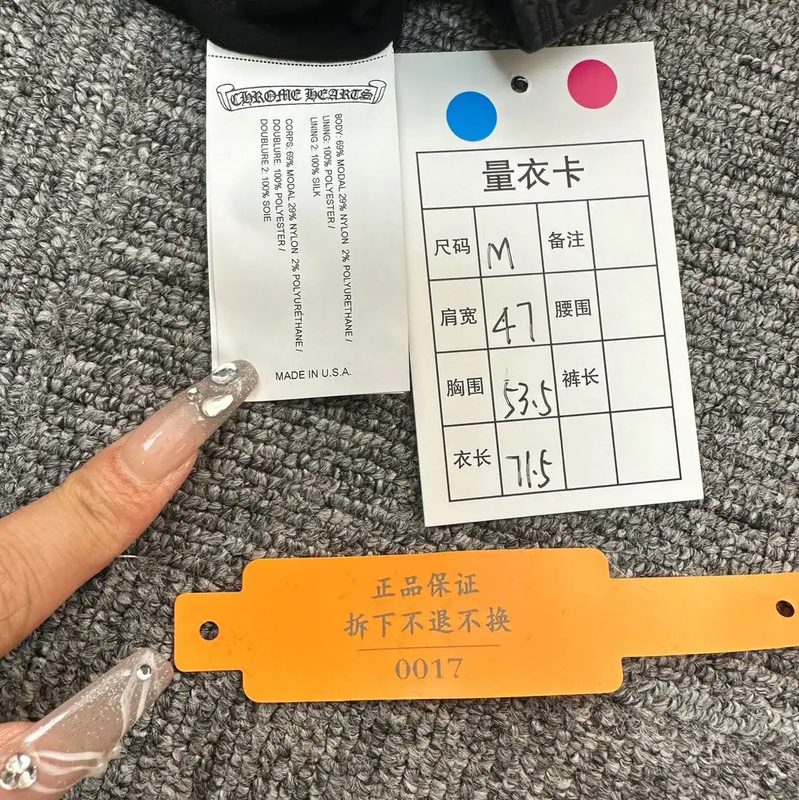 CHROME HEARTS
BODY: 69% MODAL 29% NYLON 2% POLYURETHANE /
LINING: 100% POLYESTER /
LINING 2: 100% SILK
CORPS: 69% MODAL 29% NYLON 2% POLYURÉTHANE /
DOUBLURE: 100% POLYESTER /
DOUBLURE 2: 100% SOIE
MADE IN U.S.A.
量衣卡
尺码 M 备注
肩宽 47 腰围
胸围 53.5 裤长
衣长 71.5
正品保证
拆下不退不换
0017